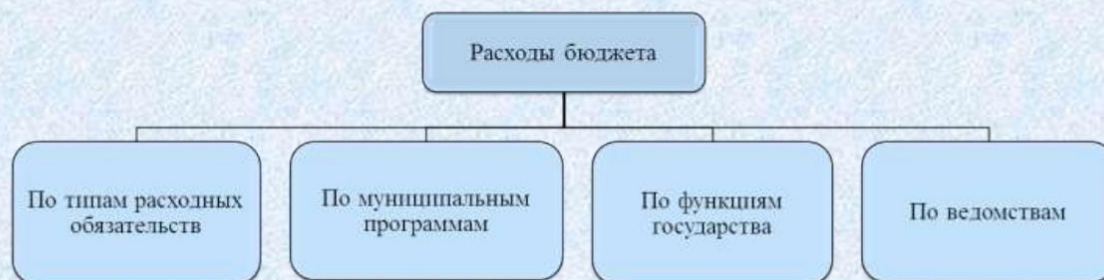 Расходы бюджета
По типам расходных
обязательств
По муниципальным
программам
По функциям
государства
По ведомствам